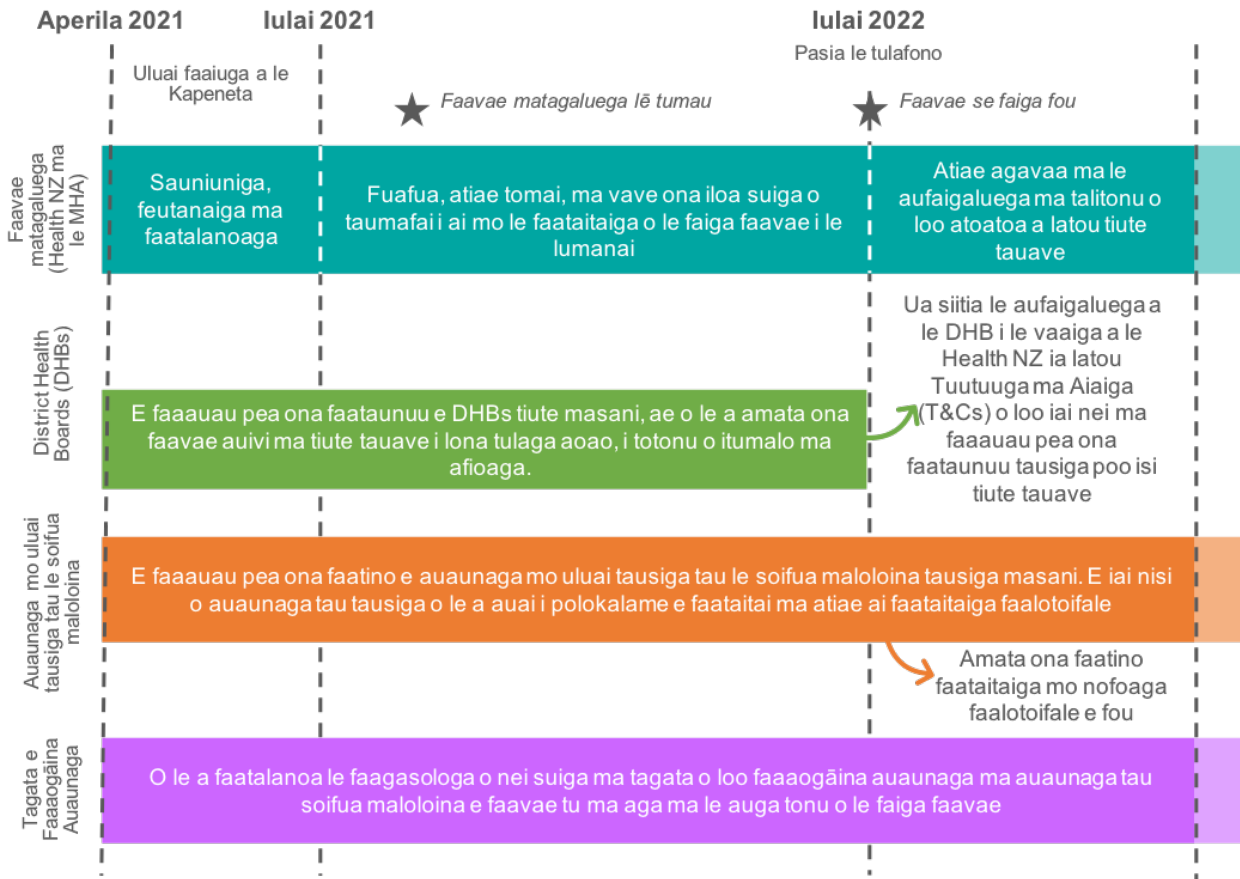 Aperila 2021
Iulai 2021
Iulai 2022
Pasia le tulafono
Uluai faaiuga a le
Kapeneta
Faavae matagaluega lē tumau
Faavae se faiga fou
Faavae
matagaluega
(Health NZ ma
le MHA)
Sauniuniga,
feutanaiga ma
faatalanoaga
Fuafua, atiae tomai, ma vave ona iloa suiga o
taumafai i ai mo le faataitaiga o le faiga faavae i le
lumanai
Atiae agavaa ma le
aufaigaluega ma talitonu o
loo atoatoa a latou tiute
tauave
District Health
Boards (DHBs)
E faaauau pea ona faataunuu e DHBs tiute masani, ae o le a amata ona
faavae auivi ma tiute tauave i lona tulaga aoao, i totonu o itumalo ma
afioaga.
Ua siitia le aufaigaluega a
le DHB i le vaaiga a le
Health NZ ia latou
Tuutuuga ma Aiaiga
(T&Cs) o loo iai nei ma
faaauau pea ona
faataunuu tausiga poo isi
tiute tauave
Auaunaga mo uluai
tausiga tau le soifua
maloloina
E faaauau pea ona faatino e auaunaga mo uluai tausiga tau le soifua maloloina tausiga masani. E iai nisi
o auaunaga tau tausiga o le a auai i polokalame e faataitai ma atiae ai faataitaiga faalotoifale
Amata ona faatino
faataitaiga mo nofoaga
faalotoifale e fou
Tagata e
Faaaogāina
Auaunaga
O le a faatalanoa le faagasologa o nei suiga ma tagata o loo faaaogāina auaunaga ma auaunaga tau
soifua maloloina e faavae tu ma aga ma le auga tonu o le faiga faavae